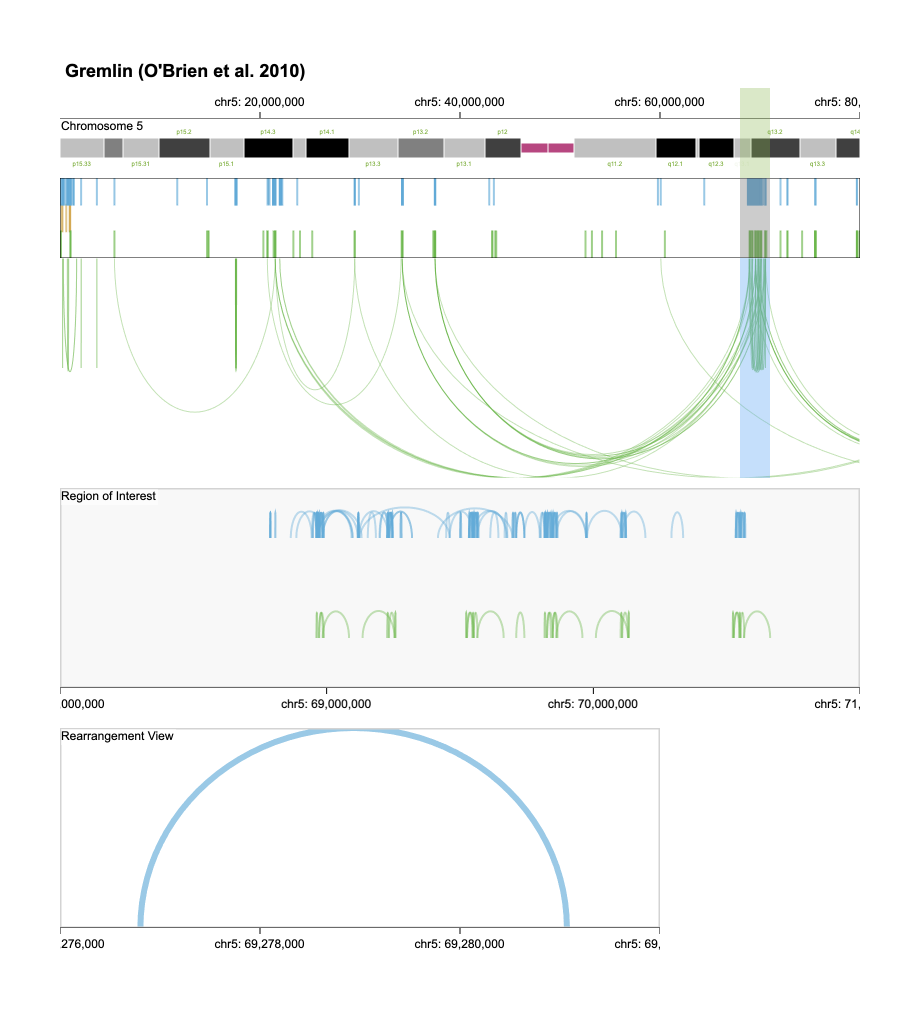 Gremlin (O'Brien et al. 2010)
chr5: 20,000,000 chr5: 40,000,000 chr5: 60,000,000 chr5: 80,
Chromosome 5
p15.2 p14.3 p14.1 p13.2 p12 q13.2 q14
p15.33 p15.31 p15.1 p13.3 p13.1 q11.2 q12.1 q12.3 q13.3
Region of Interest
000,000 chr5: 69,000,000 chr5: 70,000,000 chr5: 71,
Rearrangement View
276,000 chr5: 69,278,000 chr5: 69,280,000 chr5: 69,